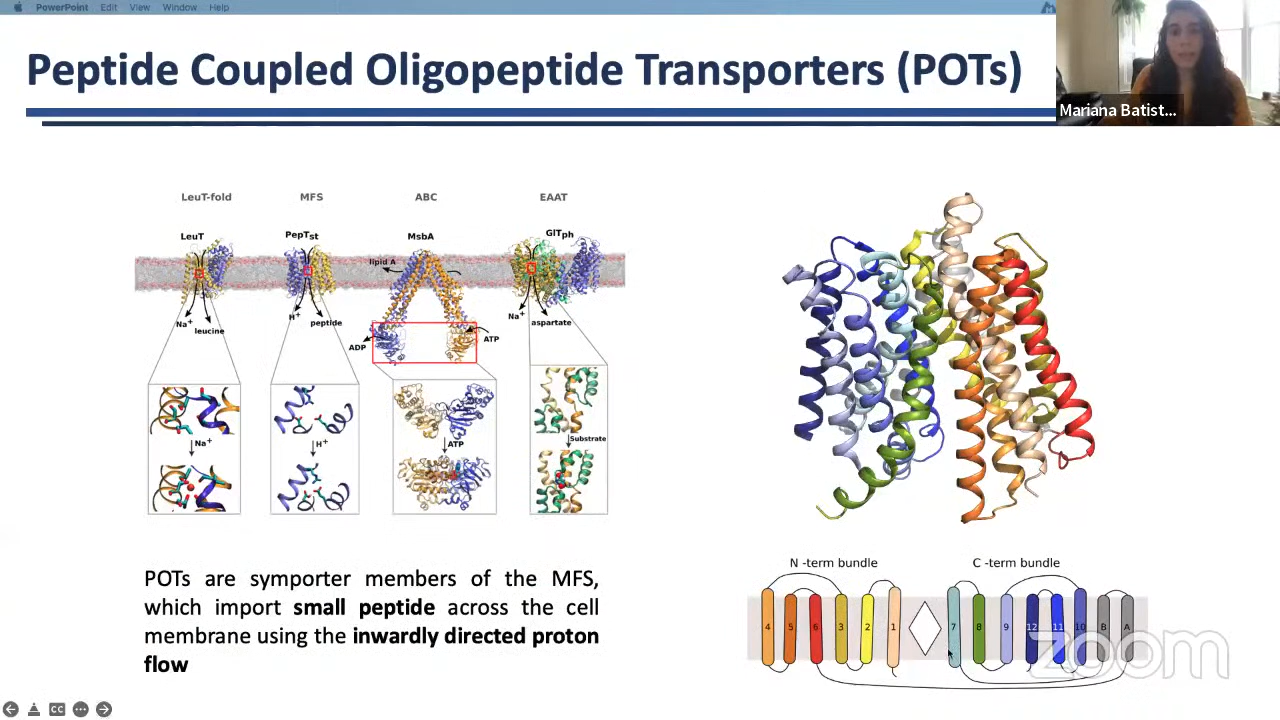 PowerPoint Edit View Window Help
Peptide Coupled Oligopeptide Transporters (POTs)
Mariana Batist...
LeuT-fold MFS ABC EAAT
LeuT PepTst MsbA GlTph
lipid A
Na+ leucine H+ peptide ADP ATP Na+ aspartate
Na+ H+ ATP Substrate
POTs are symporter members of the MFS,
which import small peptide across the cell
membrane using the inwardly directed proton
flow
N -term bundle C -term bundle
4 5 6 3 2 1 7 8 9 12 11 10 B A
zoom
CC